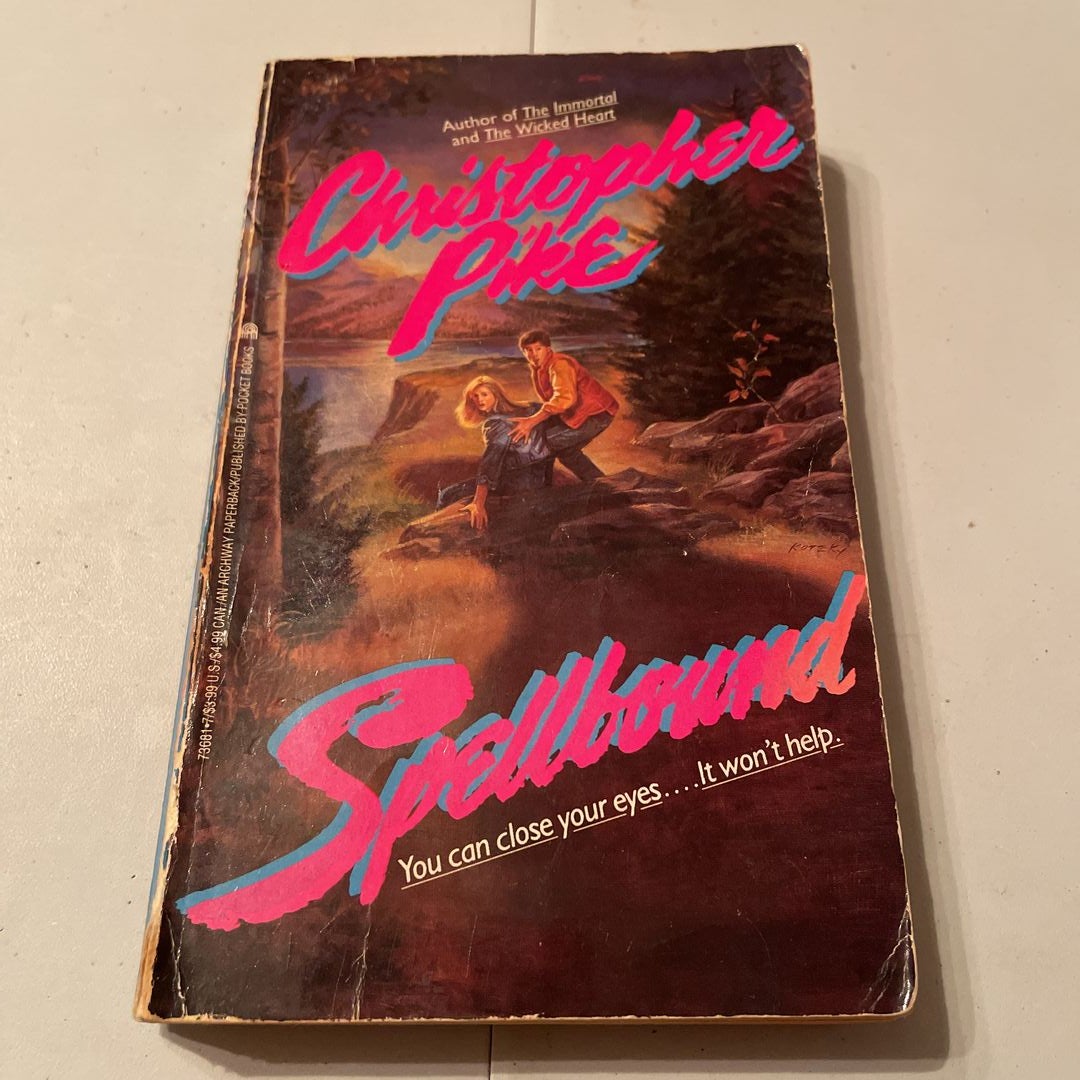 Author of The Immortal
and The Wicked Heart
Christopher
Pike
73681·7/$3.99 U.S./$4.99 CAN./AN ARCHWAY PAPERBACK/PUBLISHED BY POCKET BOOKS
KOTZKY
Spellbound
You can close your eyes....It won't help.